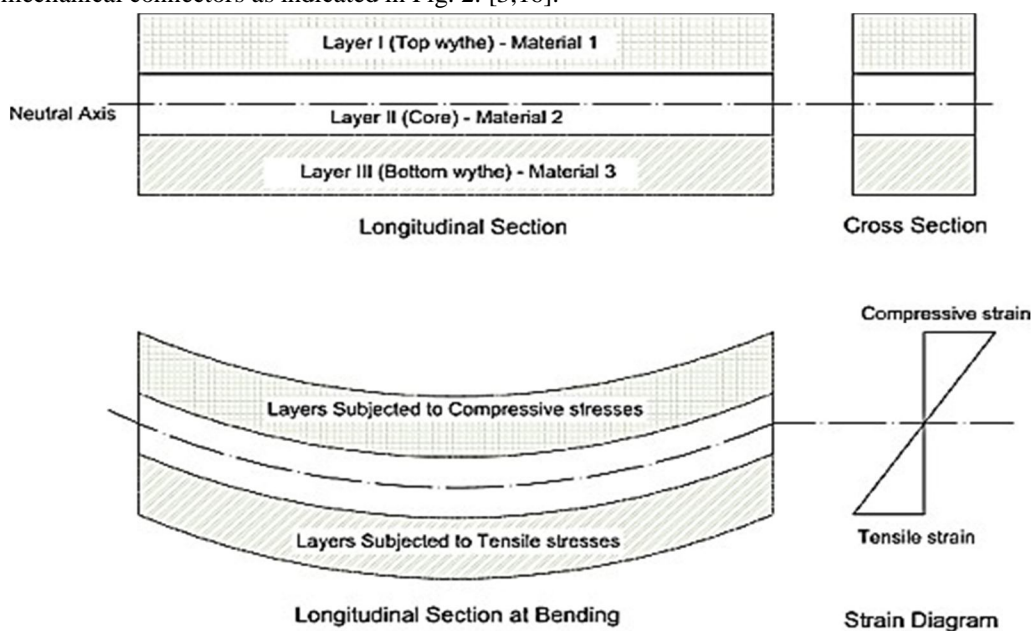 mechanical connectors as indicated in Fig. 2. [3,18].
Layer I (Top wythe) - Material 1
Neutral Axis
Layer II (Core) - Material 2
Layer III (Bottom wythe) - Material 3
Longitudinal Section
Cross Section
Compressive strain
Layers Subjected to Compressive stresses
Layers Subjected to Tensile stresses
Tensile strain
Longitudinal Section at Bending
Strain Diagram